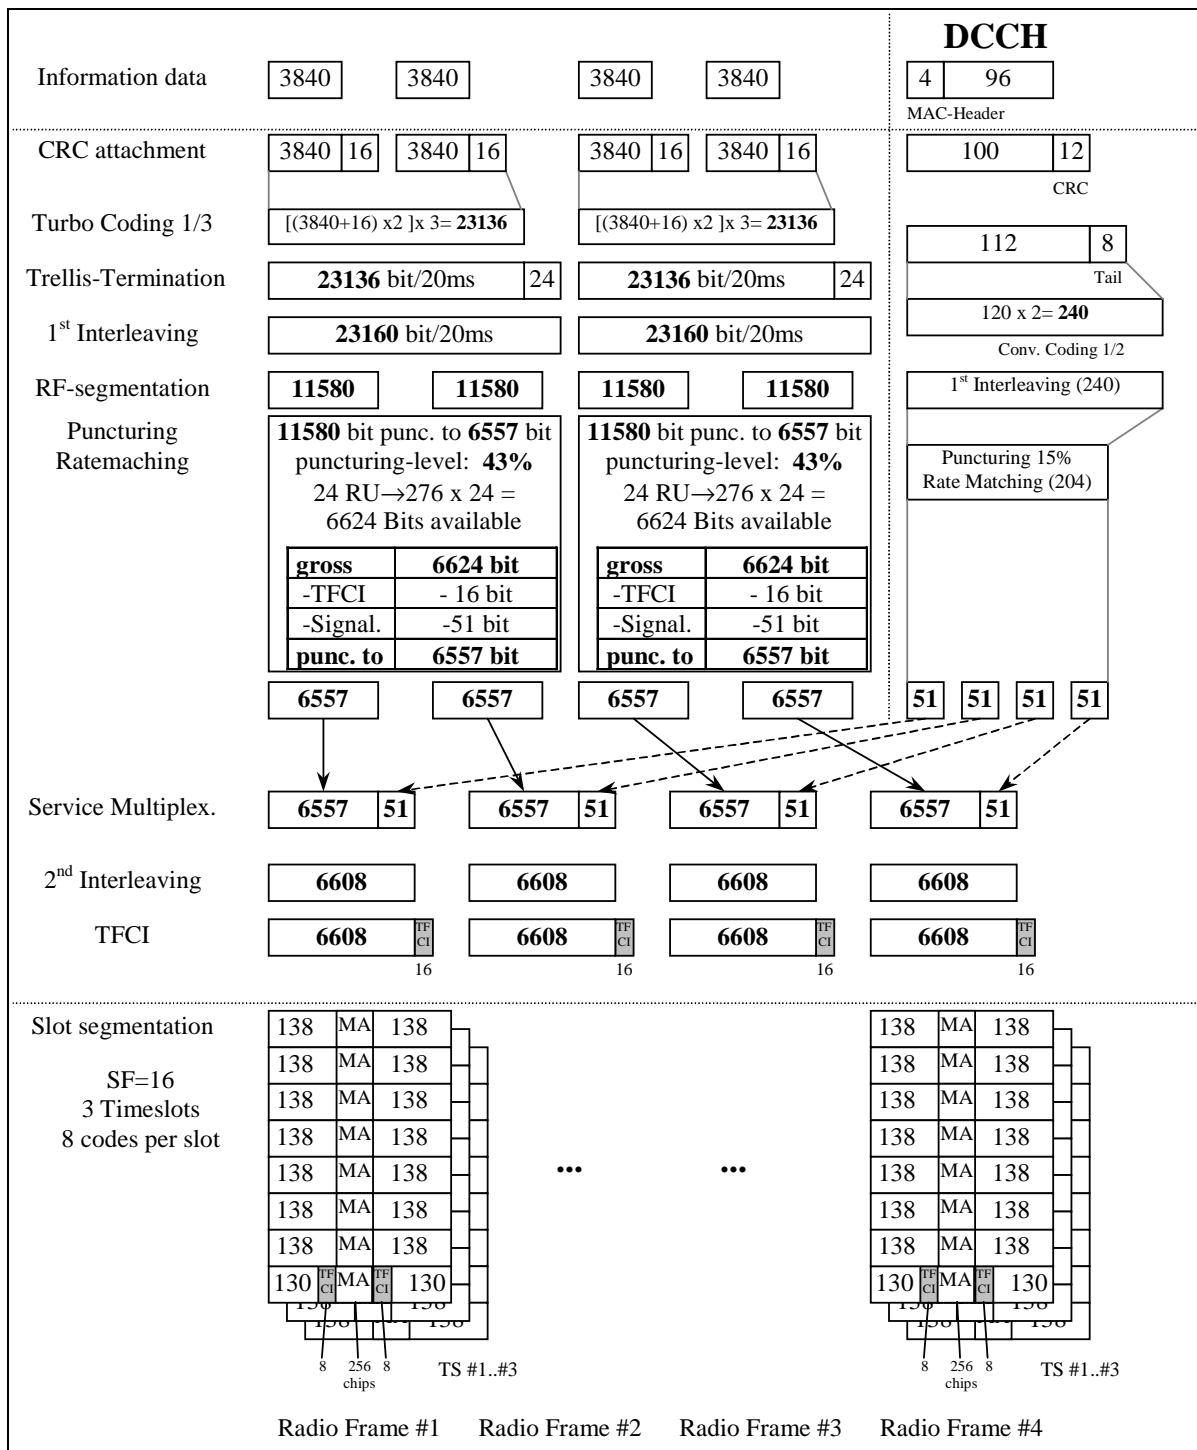 DCCH
Information data 3840 3840 3840 3840 4 96
MAC-Header
CRC attachment 3840 16 3840 16 3840 16 3840 16 100 12
CRC
Turbo Coding 1/3 [(3840+16) x2 ]x 3= 23136 [(3840+16) x2 ]x 3= 23136
112 8
Trellis-Termination 23136 bit/20ms 24 23136 bit/20ms 24
Tail
120 x 2= 240
1st Interleaving 23160 bit/20ms 23160 bit/20ms
Conv. Coding 1/2
RF-segmentation 11580 11580 11580 11580 1st Interleaving (240)
Puncturing 11580 bit punc. to 6557 bit 11580 bit punc. to 6557 bit
Ratemaching puncturing-level: 43% puncturing-level: 43% Puncturing 15%
24 RU→276 x 24 = 24 RU→276 x 24 = Rate Matching (204)
6624 Bits available 6624 Bits available
gross 6624 bit gross 6624 bit
-TFCI - 16 bit -TFCI - 16 bit
-Signal. -51 bit -Signal. -51 bit
punc. to 6557 bit punc. to 6557 bit
6557 6557 6557 6557 51 51 51 51
Service Multiplex. 6557 51 6557 51 6557 51 6557 51
2nd Interleaving 6608 6608 6608 6608
TFCI 6608 TF CI 6608 TF CI 6608 TF CI 6608 TF CI
16 16 16 16
Slot segmentation 138 MA 138 138 MA 138
138 MA 138 138 MA 138
SF=16 138 MA 138 138 MA 138
3 Timeslots
8 codes per slot 138 MA 138 138 MA 138
138 MA 138 ... ... 138 MA 138
138 MA 138 138 MA 138
138 MA 138 138 MA 138
130 TF CI MA TF CI 130 130 TF CI MA TF CI 130
138 138
138 138 138 138
8 256 8 TS #1..#3 8 256 8 TS #1..#3
chips chips
Radio Frame #1 Radio Frame #2 Radio Frame #3 Radio Frame #4